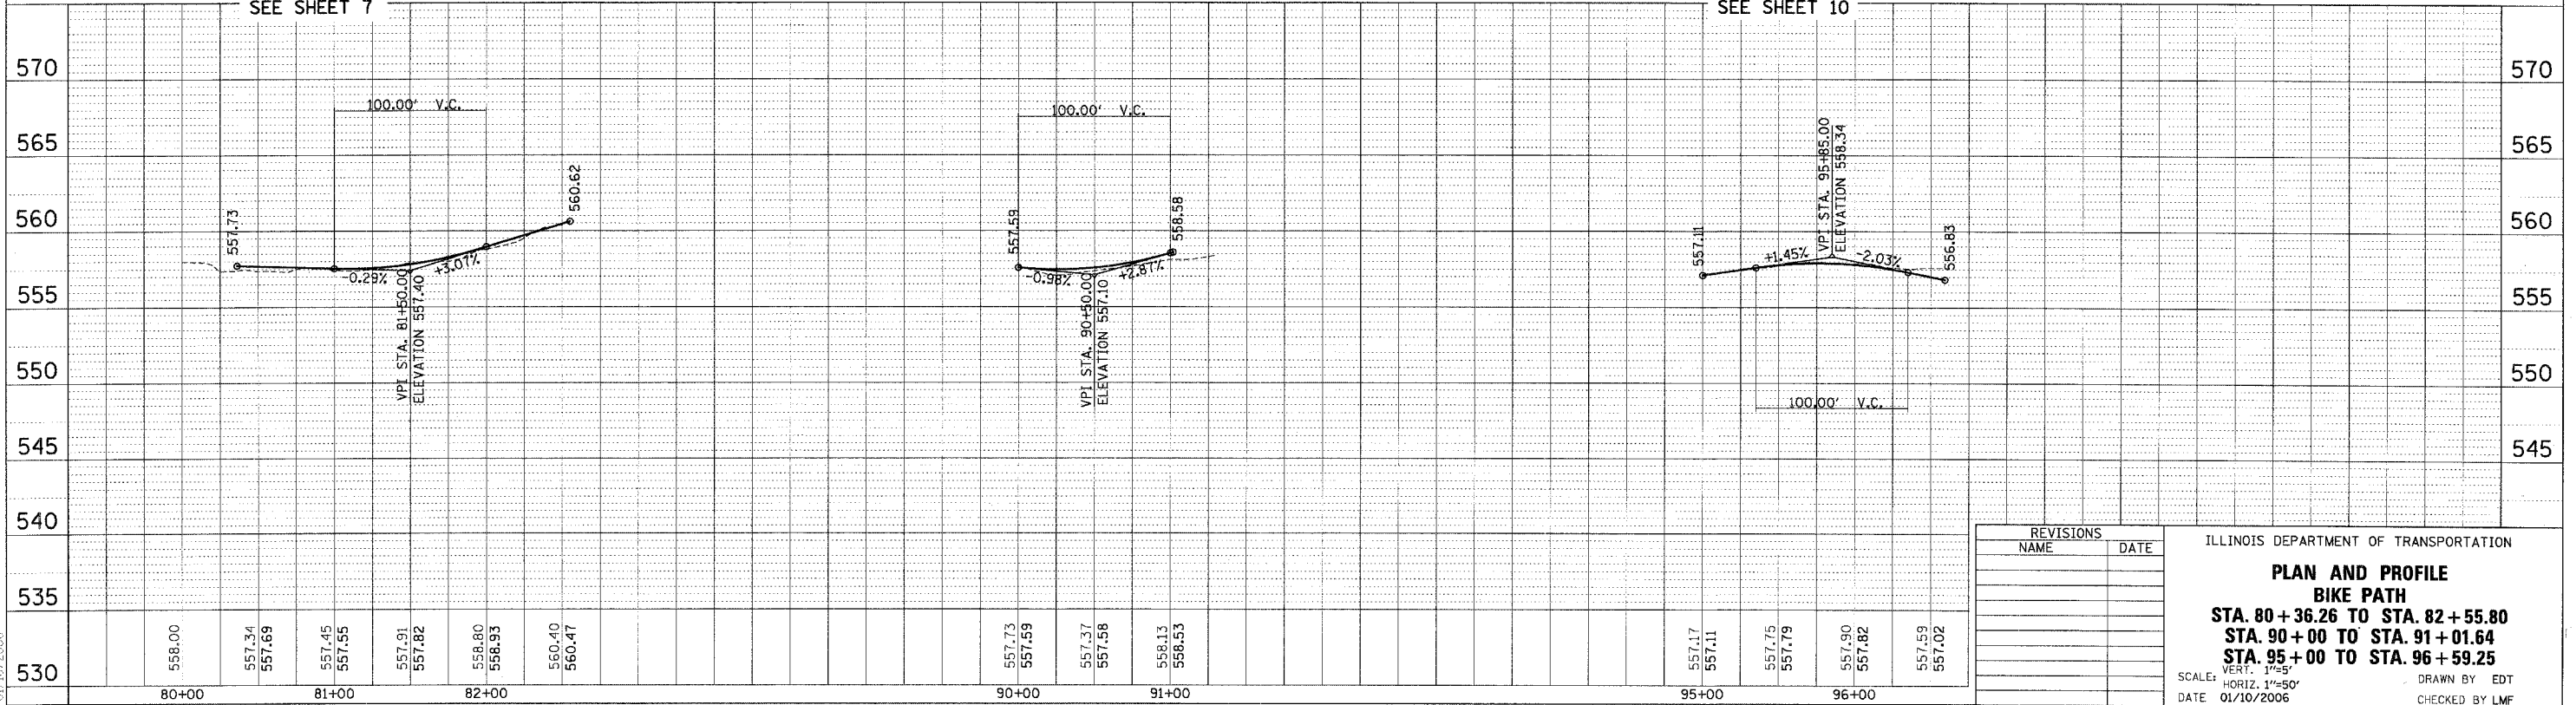 SEE SHEET 7
SEE SHEET 10
570
570
565
565
560
560
555
555
550
550
545
545
540
535
530
100.00' V.C.
557.73
-0.29%
+3.07%
VPI STA. 81+50.00
ELEVATION 557.40
560.62
100.00' V.C.
557.59
-0.98%
+2.87%
VPI STA. 90+50.00
ELEVATION 557.10
558.58
557.11
+1.45%
VPI STA. 95+85.00
ELEVATION 558.34
-2.03%
556.83
100.00' V.C.
558.00
557.34
557.69
557.45
557.55
557.91
557.82
558.80
558.93
560.40
560.47
557.73
557.59
557.37
557.58
558.13
558.53
557.17
557.11
557.75
557.79
557.90
557.82
557.59
557.02
80+00
81+00
82+00
90+00
91+00
95+00
96+00
REVISIONS
NAME DATE
ILLINOIS DEPARTMENT OF TRANSPORTATION
PLAN AND PROFILE
BIKE PATH
STA. 80+36.26 TO STA. 82+55.80
STA. 90+00 TO STA. 91+01.64
STA. 95+00 TO STA. 96+59.25
SCALE: VERT. 1"=5'
HORIZ. 1"=50'
DRAWN BY EDT
DATE 01/10/2006
CHECKED BY LMF